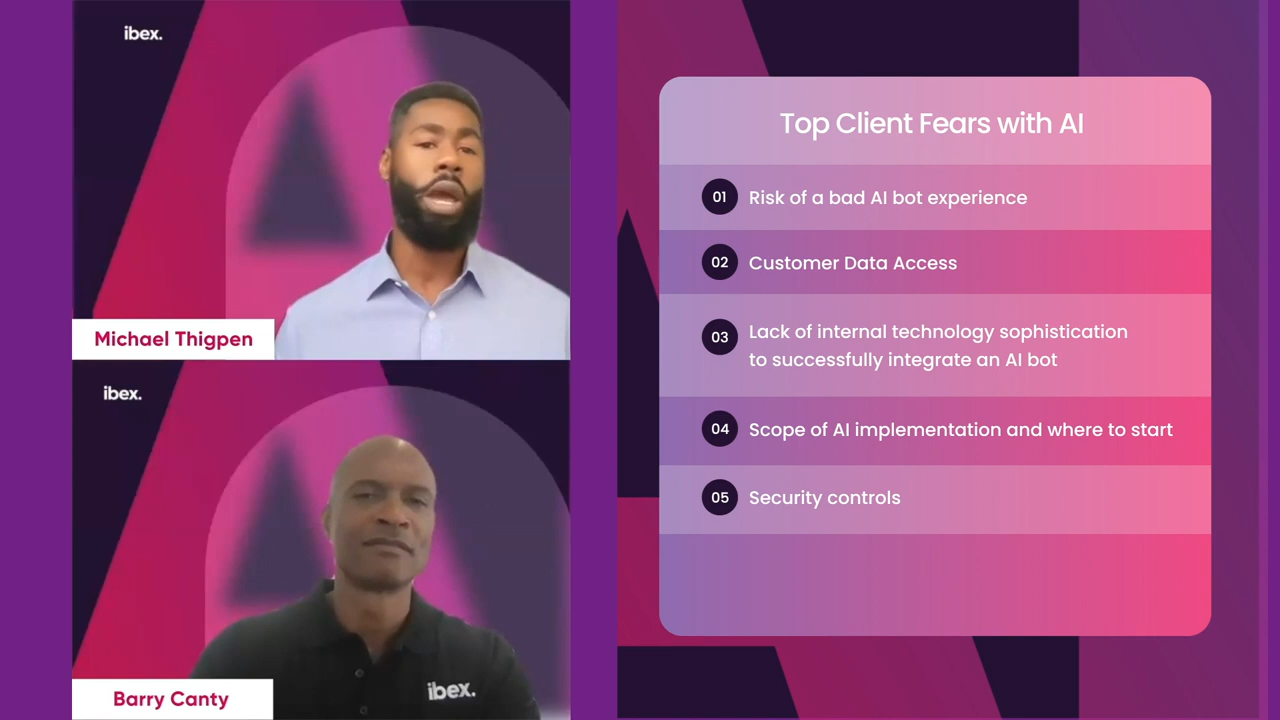 ibex.
Michael Thigpen
ibex.
ibex.
Barry Canty
Top Client Fears with AI
01 Risk of a bad AI bot experience
02 Customer Data Access
03 Lack of internal technology sophistication
to successfully integrate an AI bot
04 Scope of AI implementation and where to start
05 Security controls